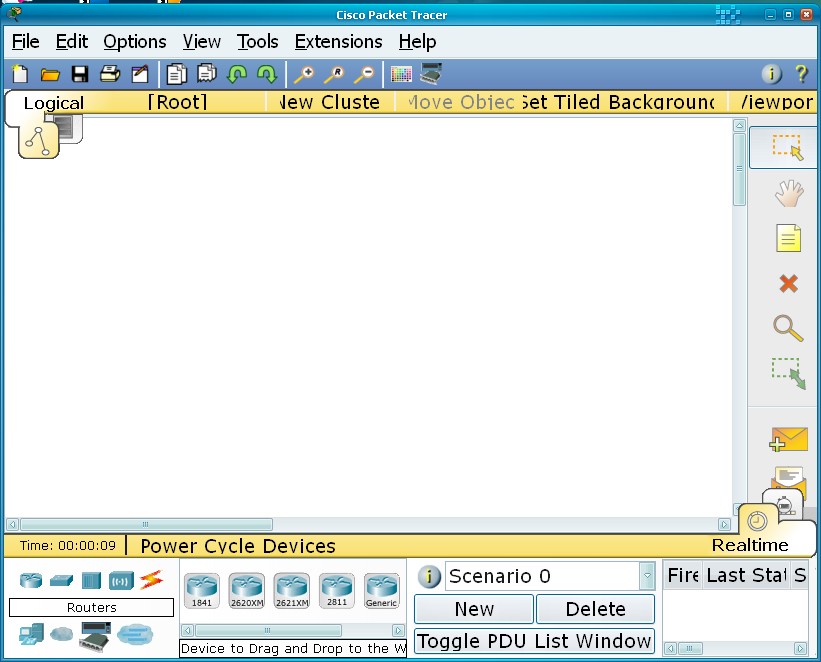 Cisco Packet Tracer
File Edit Options View Tools Extensions Help
Logical [Root] New Cluste Move Objec Set Tiled Background Viewpor
Time: 00:00:09 Power Cycle Devices Realtime
Scenario 0 Fire Last Stat S
1841 2620XM 2621XM 2811 Generic
Routers New Delete
Toggle PDU List Window
Device to Drag and Drop to the W